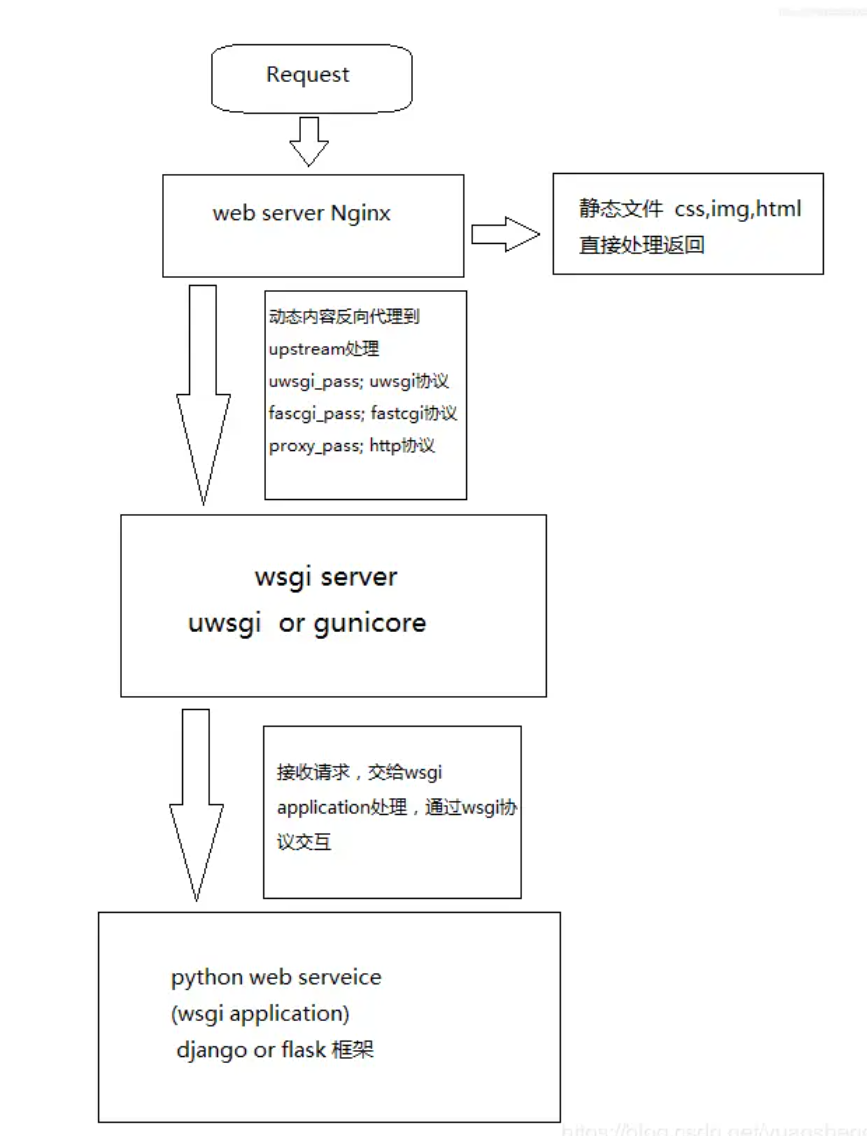 Request
web server Nginx
静态文件 css,img,html
直接处理返回
动态内容反向代理到
upstream处理
uwsgi_pass; uwsgi协议
fascgi_pass; fastcgi协议
proxy_pass; http协议
wsgi server
uwsgi or gunicore
接收请求，交给wsgi
application处理，通过wsgi协
议交互
python web serveice
(wsgi application)
django or flask 框架